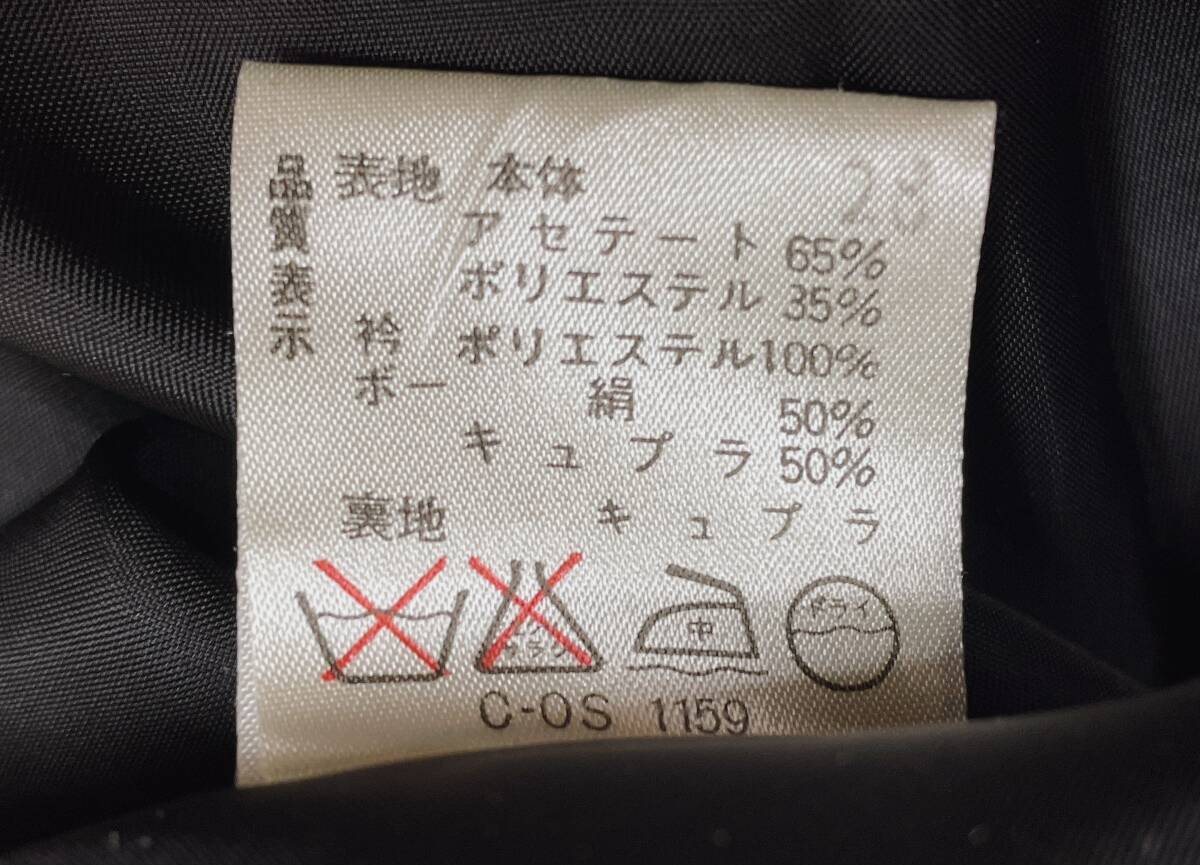 品質表示
表地 本体 23
アセテート 65%
ポリエステル 35%
衿 ポリエステル100%
ボー 絹 50%
キュプラ 50%
裏地 キュプラ
中 ドライ
C-OS 1159